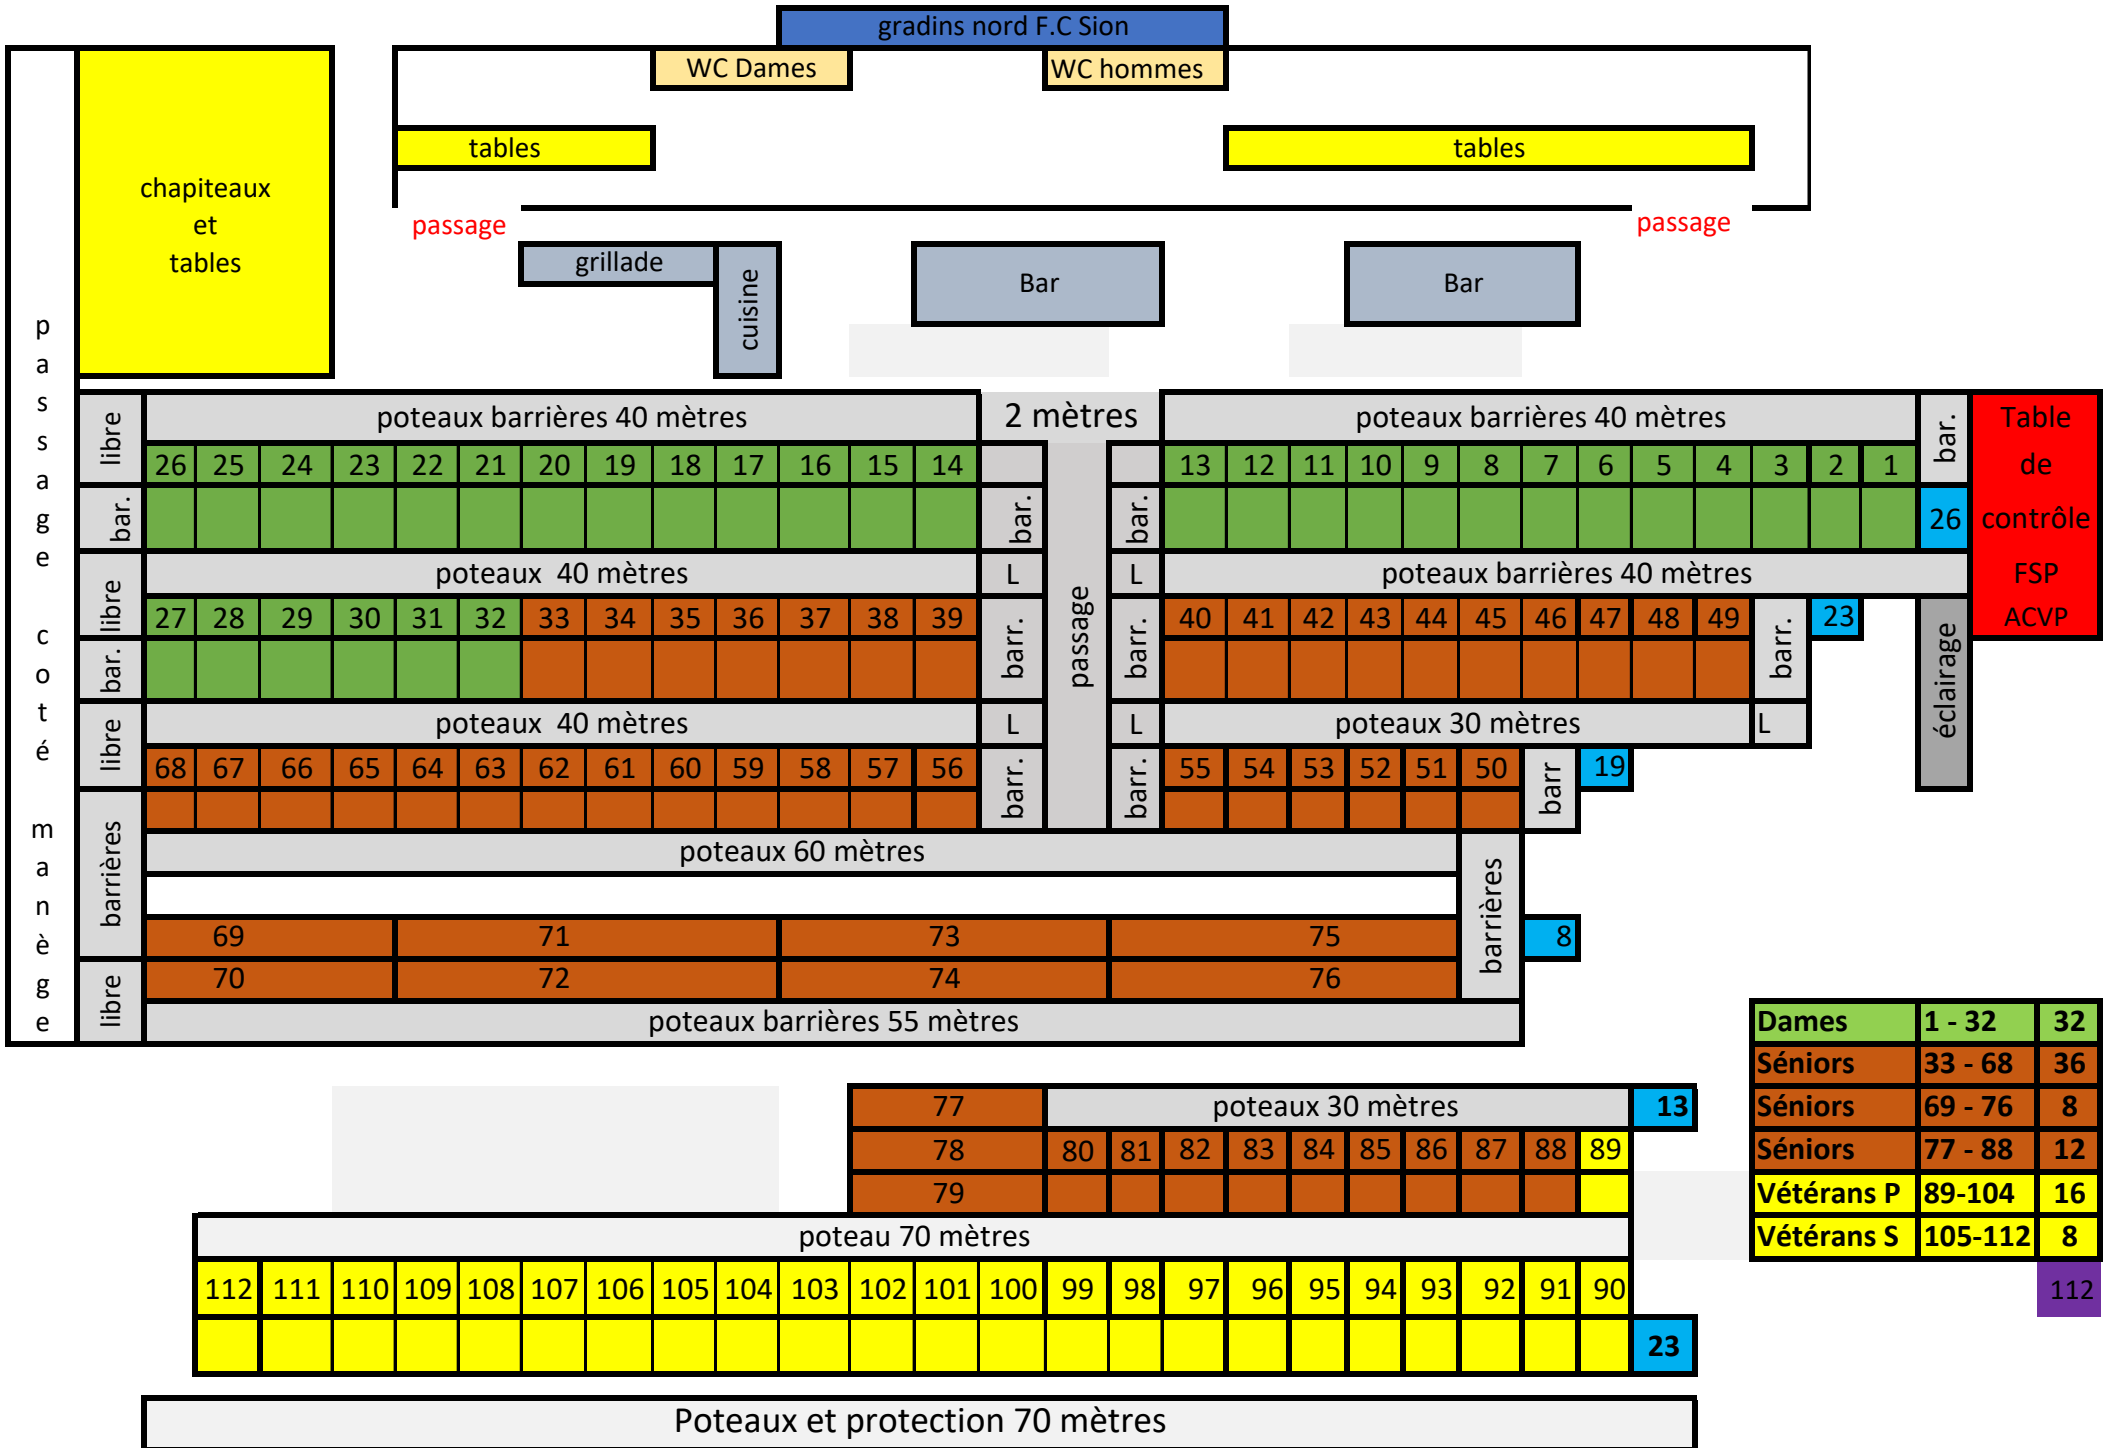 gradins nord F.C Sion
WC Dames
WC hommes
tables
tables
chapiteaux
et
tables
passage
passage
grillade
cuisine
Bar
Bar
passage coté manège
libre
poteaux barrières 40 mètres
2 mètres
poteaux barrières 40 mètres
bar.
Table
de
contrôle
FSP
ACVP
26 25 24 23 22 21 20 19 18 17 16 15 14
13 12 11 10 9 8 7 6 5 4 3 2 1
bar.
bar.
bar.
26
passage
libre
poteaux 40 mètres
L
L
poteaux barrières 40 mètres
27 28 29 30 31 32 33 34 35 36 37 38 39
barr.
barr.
40 41 42 43 44 45 46 47 48 49
barr.
23
éclairage
bar.
libre
poteaux 40 mètres
L
L
poteaux 30 mètres
L
68 67 66 65 64 63 62 61 60 59 58 57 56
barr.
barr.
55 54 53 52 51 50
barr
19
barrières
poteaux 60 mètres
barrières
69 71 73 75
8
libre
70 72 74 76
poteaux barrières 55 mètres
Dames 1 - 32 32
Séniors 33 - 68 36
Séniors 69 - 76 8
Séniors 77 - 88 12
Vétérans P 89-104 16
Vétérans S 105-112 8
112
77
poteaux 30 mètres
13
78 80 81 82 83 84 85 86 87 88 89
79
poteau 70 mètres
112 111 110 109 108 107 106 105 104 103 102 101 100 99 98 97 96 95 94 93 92 91 90
23
Poteaux et protection 70 mètres